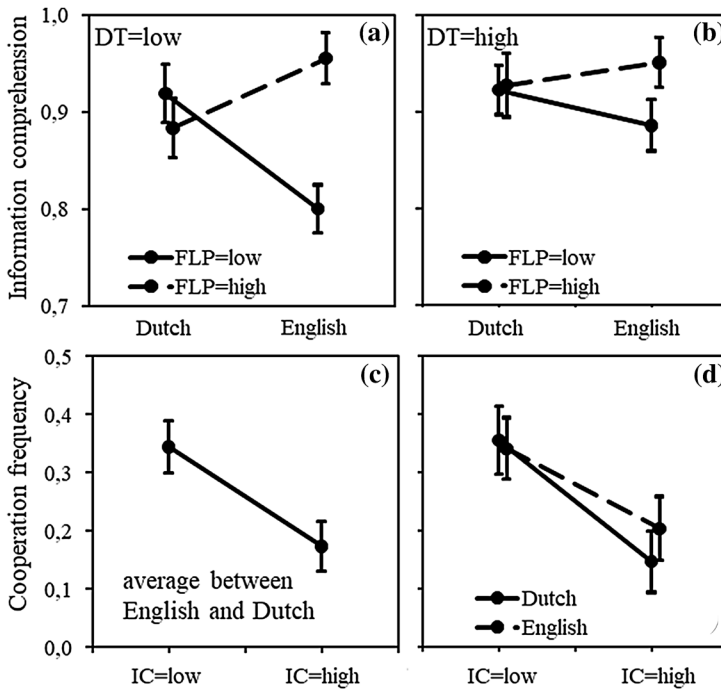 DT=low
(a)
DT=high
(b)
Information comprehension
1,0
0,9
0,8
0,7
FLP=low
FLP=high
FLP=low
FLP=high
Dutch
English
Dutch
English
Cooperation frequency
0,5
0,4
0,3
0,2
0,1
0,0
(c)
(d)
average between
English and Dutch
Dutch
English
IC=low
IC=high
IC=low
IC=high